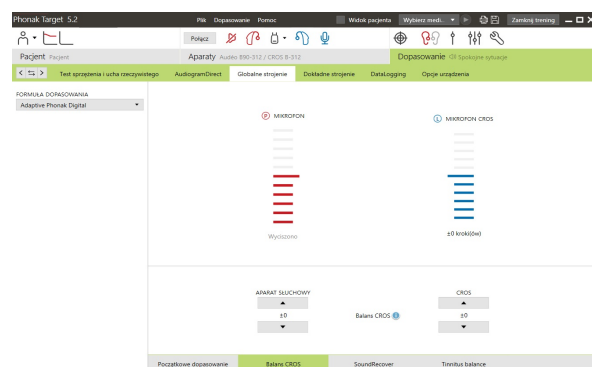 Phonak Target 5.2 Plik Dopasowanie Pomoc Widok pacjenta Wybierz medi.. Zamknij trening
Połącz
Pacjent Pacjent Aparaty Audéo B90-312 / CROS B-312 Dopasowanie Spokojne sytuacje
Test sprzężenia i ucha rzeczywistego AudiogramDirect Globalne strojenie Dokładne strojenie DataLogging Opcje urządzenia
FORMUŁA DOPASOWANIA
Adaptive Phonak Digital
P MIKROFON L MIKROFON CROS
Wyciszono ±0 kroki(ów)
APARAT SŁUCHOWY CROS
±0 Balans CROS i ±0
Początkowe dopasowanie Balans CROS SoundRecover Tinnitus balance